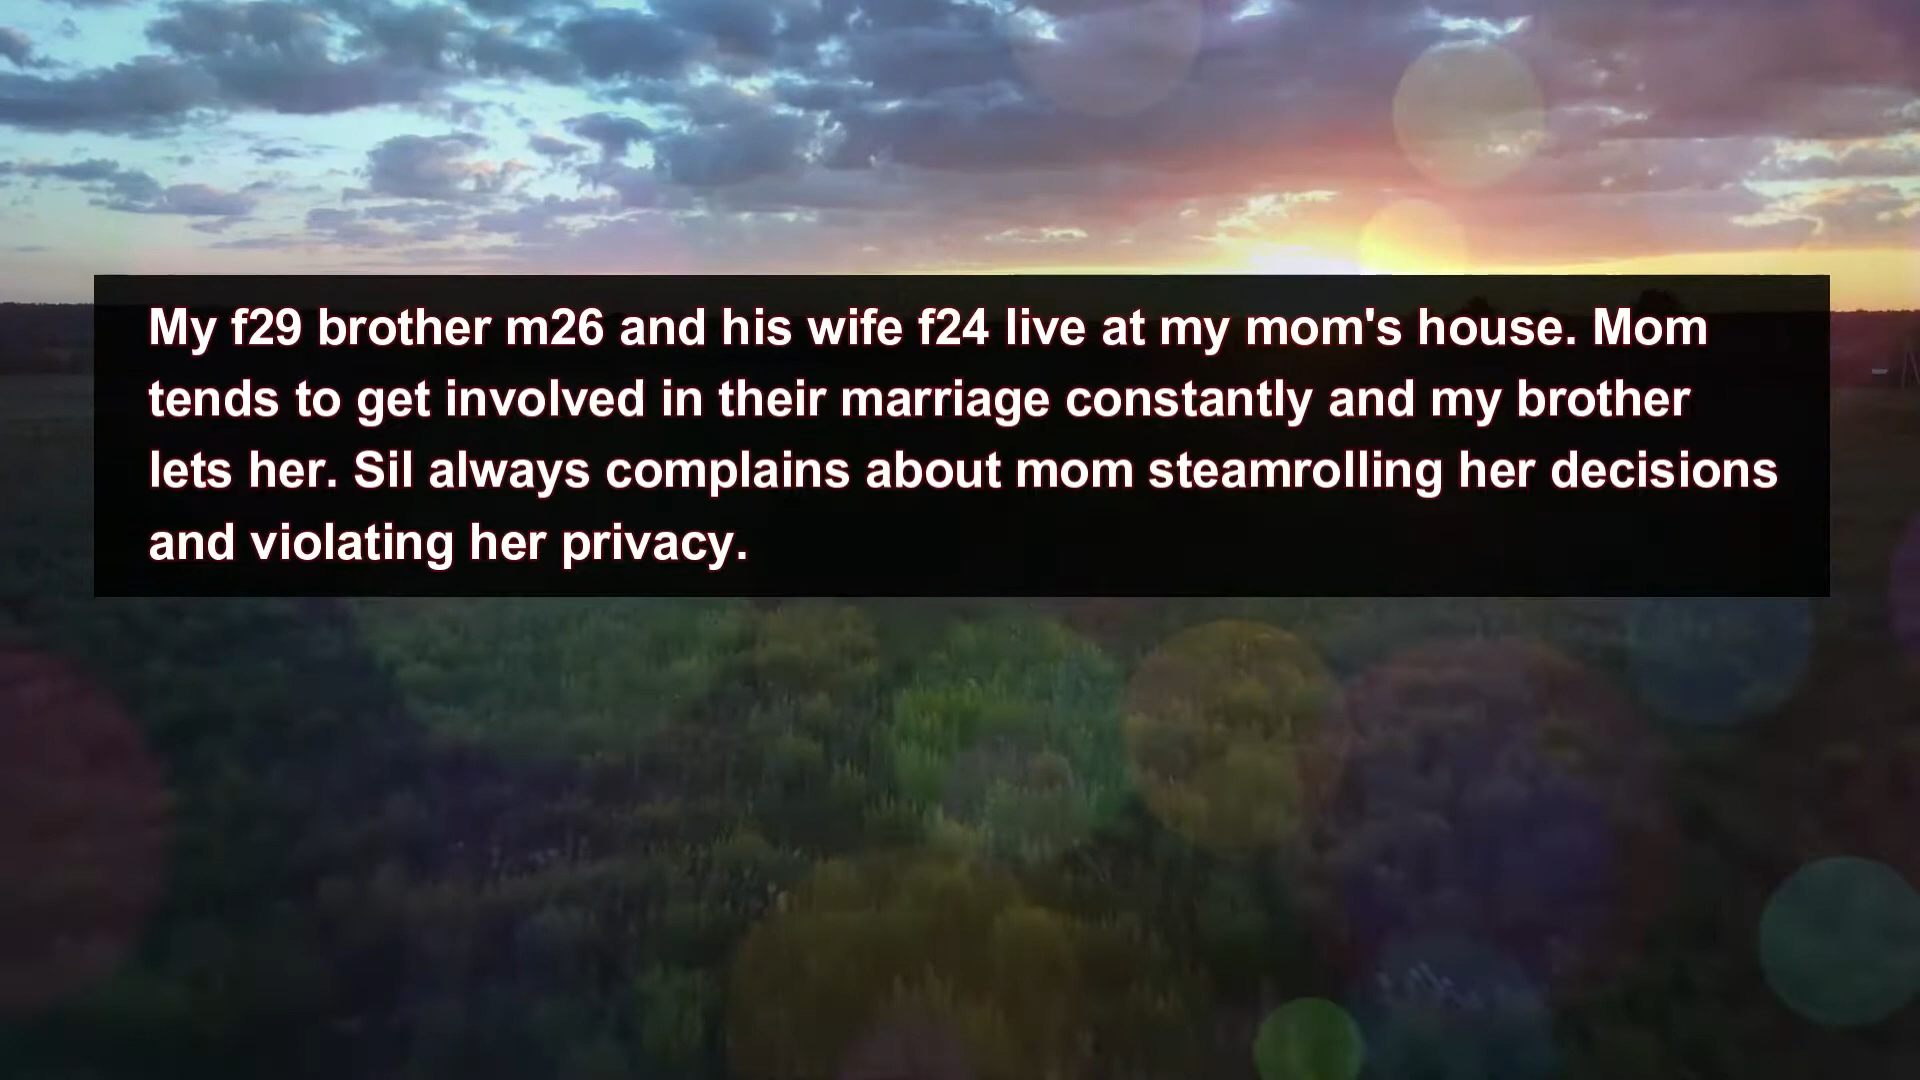 My f29 brother m26 and his wife f24 live at my mom's house. Mom
tends to get involved in their marriage constantly and my brother
lets her. Sil always complains about mom steamrolling her decisions
and violating her privacy.